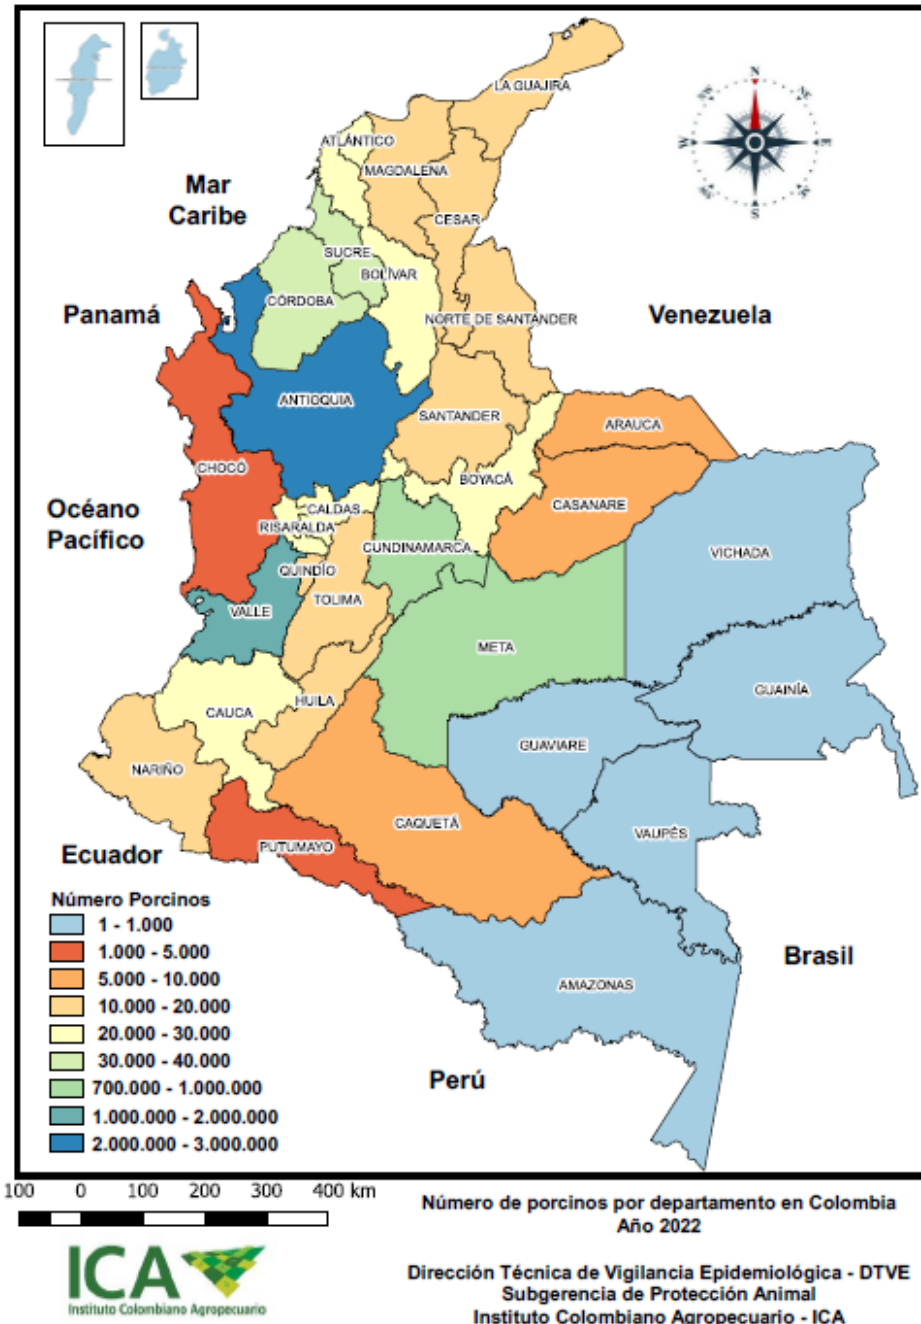 LA GUAJIRA
ATLÁNTICO
MAGDALENA
Mar
Caribe
CESAR
SUCRE
BOLÍVAR
CÓRDOBA
Panamá
NORTE DE SANTANDER
Venezuela
ANTIOQUIA
SANTANDER
ARAUCA
CHOCÓ
BOYACÁ
CASANARE
Océano
Pacífico
CALDAS
RISARALDA
CUNDINAMARCA
VICHADA
QUINDÍO
TOLIMA
VALLE
META
GUAINÍA
HUILA
CAUCA
GUAVIARE
NARIÑO
CAQUETÁ
VAUPÉS
PUTUMAYO
Ecuador
Número Porcinos
1 - 1.000
1.000 - 5.000
5.000 - 10.000
10.000 - 20.000
20.000 - 30.000
30.000 - 40.000
700.000 - 1.000.000
1.000.000 - 2.000.000
2.000.000 - 3.000.000
Brasil
AMAZONAS
Perú
N
W
E
S
100 0 100 200 300 400 km
Número de porcinos por departamento en Colombia
Año 2022
ICA
Instituto Colombiano Agropecuario
Dirección Técnica de Vigilancia Epidemiológica - DTVE
Subgerencia de Protección Animal
Instituto Colombiano Agropecuario - ICA